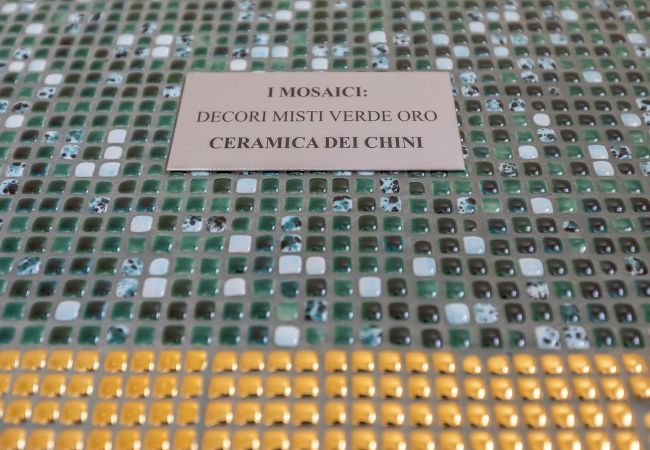 I MOSAICI:
DECORI MISTI VERDE ORO
CERAMICA DEI CHINI